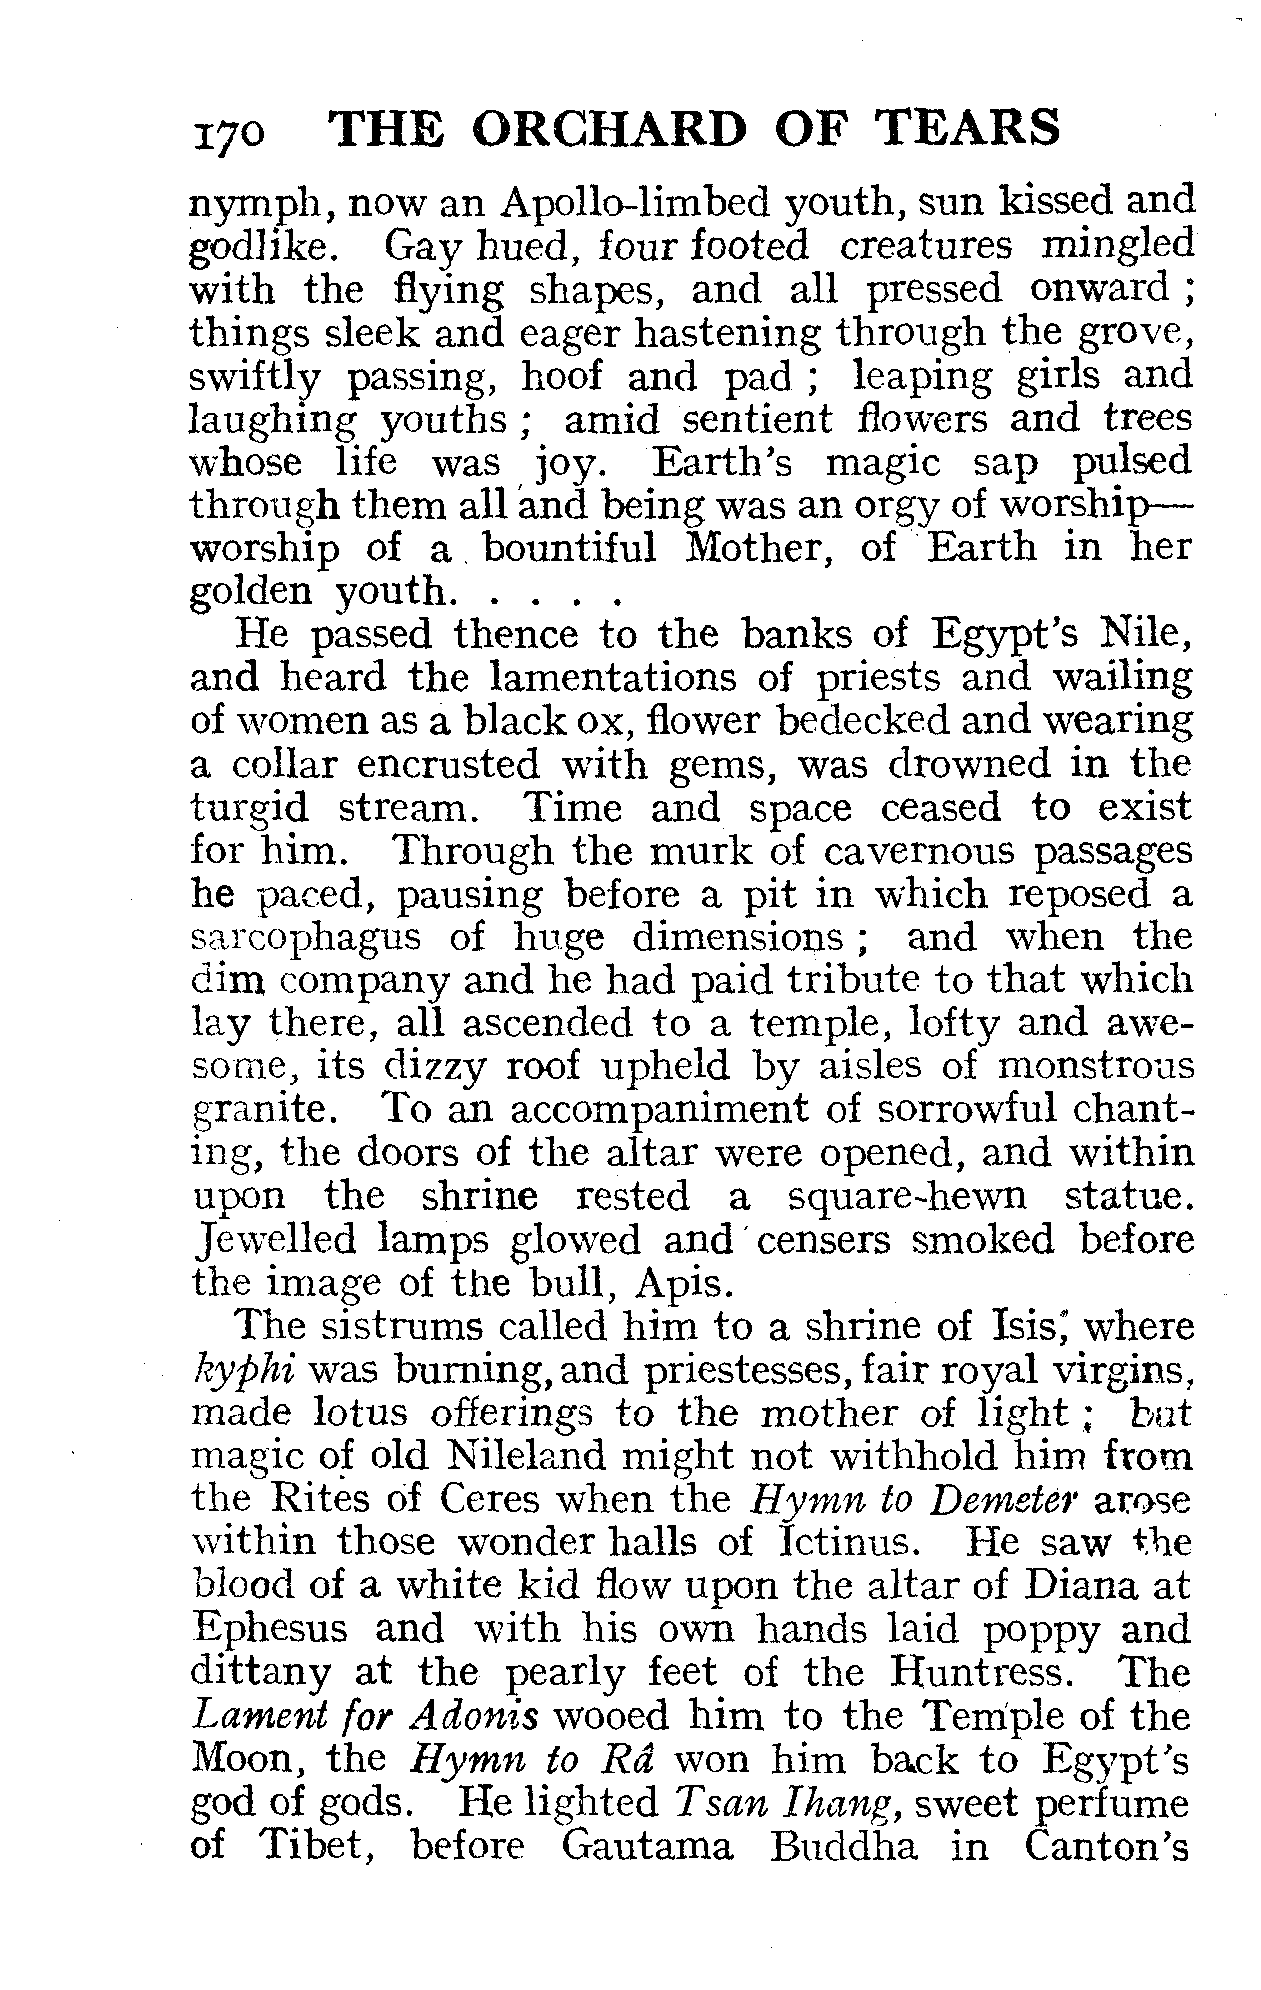 170 THE ORCHARD OF TEARS
nymph, now an Apollo-limbed youth, sun kissed and
godlike. Gay hued, four footed creatures mingled
with the flying shapes, and all pressed onward ;
things sleek and eager hastening through the grove,
swiftly passing, hoof and pad ; leaping girls and
laughing youths ; amid sentient flowers and trees
whose life was joy. Earth's magic sap pulsed
through them all and being was an orgy of worship—
worship of a bountiful Mother, of Earth in her
golden youth. . . . .
He passed thence to the banks of Egypt's Nile,
and heard the lamentations of priests and wailing
of women as a black ox, flower bedecked and wearing
a collar encrusted with gems, was drowned in the
turgid stream. Time and space ceased to exist
for him. Through the murk of cavernous passages
he paced, pausing before a pit in which reposed a
sarcophagus of huge dimensions ; and when the
dim company and he had paid tribute to that which
lay there, all ascended to a temple, lofty and awe-
some, its dizzy roof upheld by aisles of monstrous
granite. To an accompaniment of sorrowful chant-
ing, the doors of the altar were opened, and within
upon the shrine rested a square-hewn statue.
Jewelled lamps glowed and censers smoked before
the image of the bull, Apis.
The sistrums called him to a shrine of Isis, where
kyphi was burning, and priestesses, fair royal virgins,
made lotus offerings to the mother of light ; but
magic of old Nileland might not withhold him from
the Rites of Ceres when the Hymn to Demeter arose
within those wonder halls of Ictinus. He saw the
blood of a white kid flow upon the altar of Diana at
Ephesus and with his own hands laid poppy and
dittany at the pearly feet of the Huntress. The
Lament for Adonis wooed him to the Temple of the
Moon, the Hymn to Râ won him back to Egypt's
god of gods. He lighted Tsan Ihang, sweet perfume
of Tibet, before Gautama Buddha in Canton's